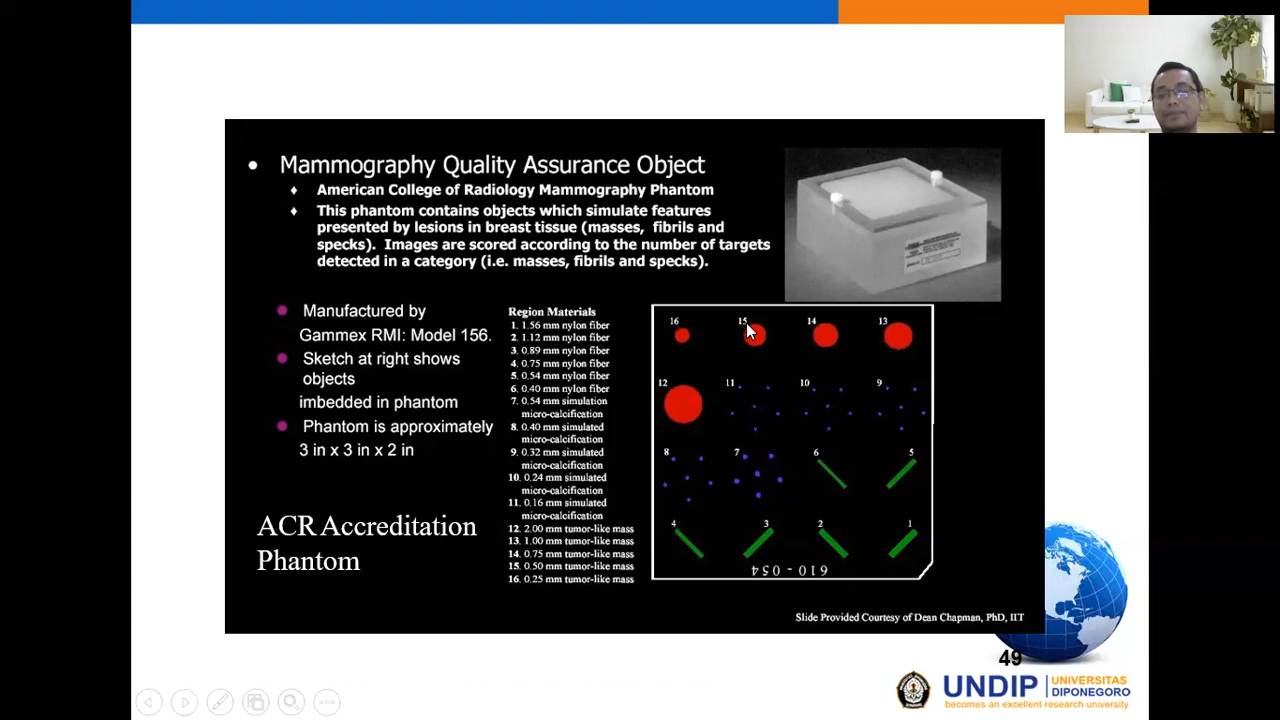 • Mammography Quality Assurance Object
♦ American College of Radiology Mammography Phantom
♦ This phantom contains objects which simulate features
presented by lesions in breast tissue (masses, fibrils and
specks). Images are scored according to the number of targets
detected in a category (i.e. masses, fibrils and specks).
Manufactured by
Gammex RMI: Model 156.
Sketch at right shows
objects
imbedded in phantom
Phantom is approximately
3 in x 3 in x 2 in
ACR Accreditation
Phantom
Region Materials
1. 1.56 mm nylon fiber
2. 1.12 mm nylon fiber
3. 0.89 mm nylon fiber
4. 0.75 mm nylon fiber
5. 0.54 mm nylon fiber
6. 0.40 mm nylon fiber
7. 0.54 mm simulation
micro-calcification
8. 0.40 mm simulated
micro-calcification
9. 0.32 mm simulated
micro-calcification
10. 0.24 mm simulated
micro-calcification
11. 0.16 mm simulated
micro-calcification
12. 2.00 mm tumor-like mass
13. 1.00 mm tumor-like mass
14. 0.75 mm tumor-like mass
15. 0.50 mm tumor-like mass
16. 0.25 mm tumor-like mass
16 15 14 13
12 11 10 9
8 7 6 5
4 3 2 1
610 - 054
Slide Provided Courtesy of Dean Chapman, PhD, IIT
49
UNDIP UNIVERSITAS
DIPONEGORO
becomes an excellent research university